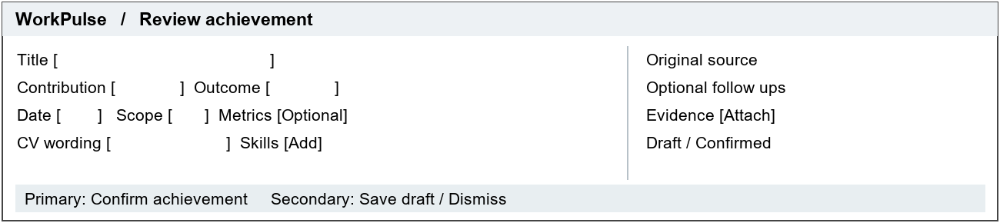 WorkPulse / Review achievement
Title [ ]
Contribution [ ] Outcome [ ]
Date [ ] Scope [ ] Metrics [Optional]
CV wording [ ] Skills [Add]
Original source
Optional follow ups
Evidence [Attach]
Draft / Confirmed
Primary: Confirm achievement Secondary: Save draft / Dismiss